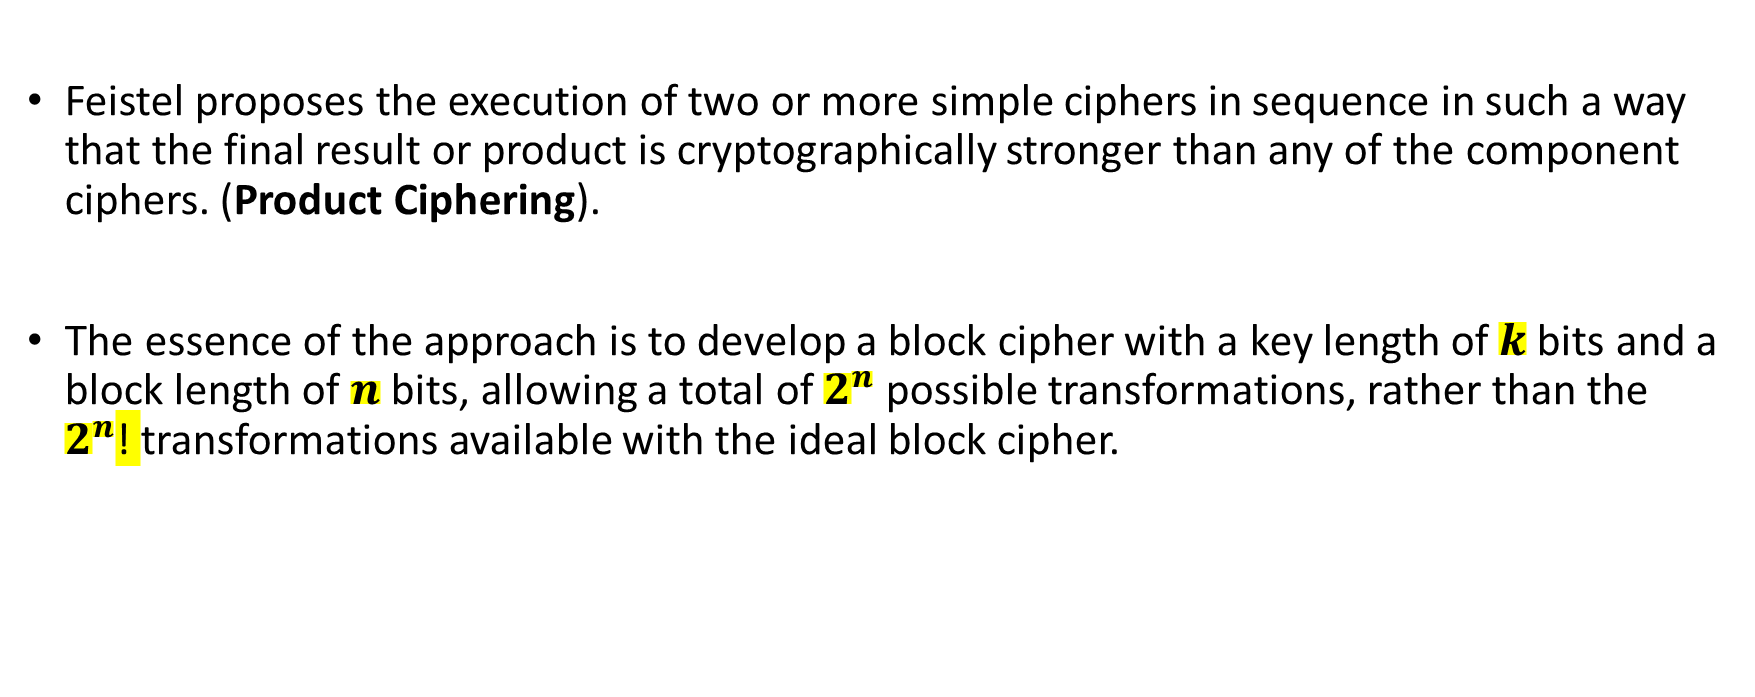 • Feistel proposes the execution of two or more simple ciphers in sequence in such a way
that the final result or product is cryptographically stronger than any of the component
ciphers. (Product Ciphering).
• The essence of the approach is to develop a block cipher with a key length of k bits and a
block length of n bits, allowing a total of 2ⁿ possible transformations, rather than the
2ⁿ! transformations available with the ideal block cipher.